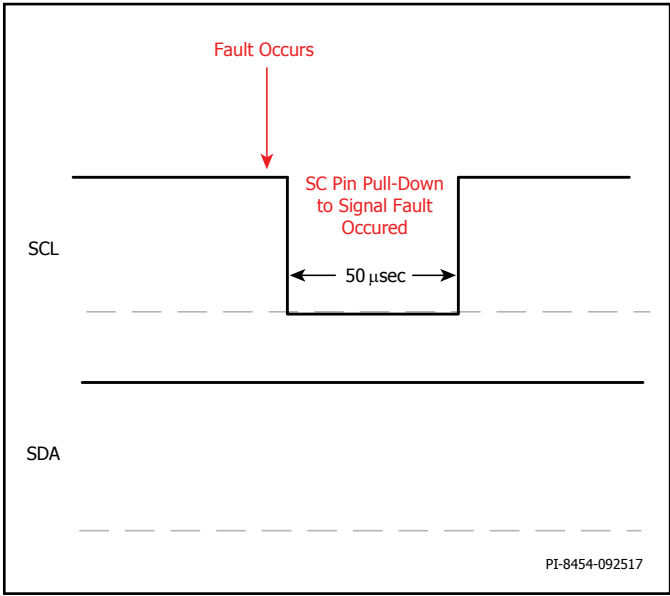 Fault Occurs
SC Pin Pull-Down
to Signal Fault
Occured
SCL
50 µsec
SDA
PI-8454-092517